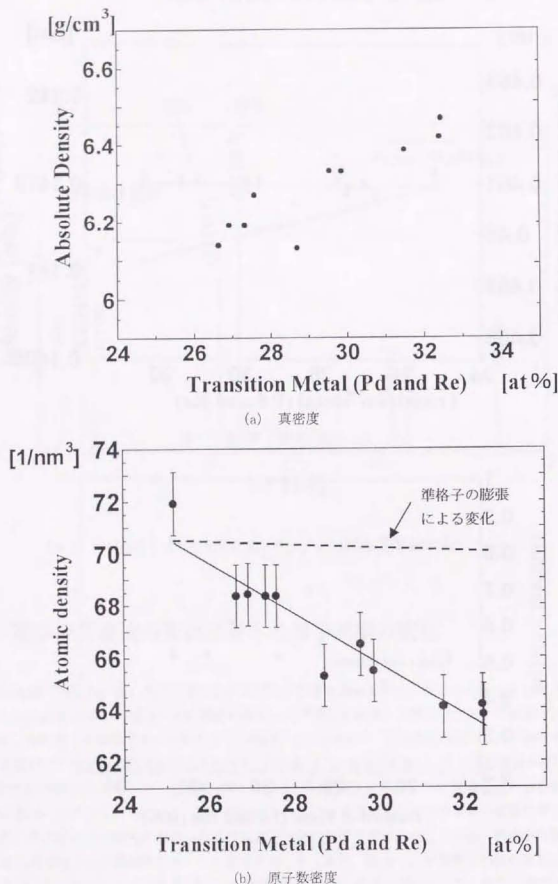 [g/cm³]
6.6
6.4
6.2
6
Absolute Density
24 26 28 30 32 34
Transition Metal (Pd and Re) [at%]
(a) 真密度
[1/nm³]
74
72
70
68
66
64
62
Atomic density
準格子の膨張
による変化
24 26 28 30 32
Transition Metal (Pd and Re) [at%]
(b) 原子数密度